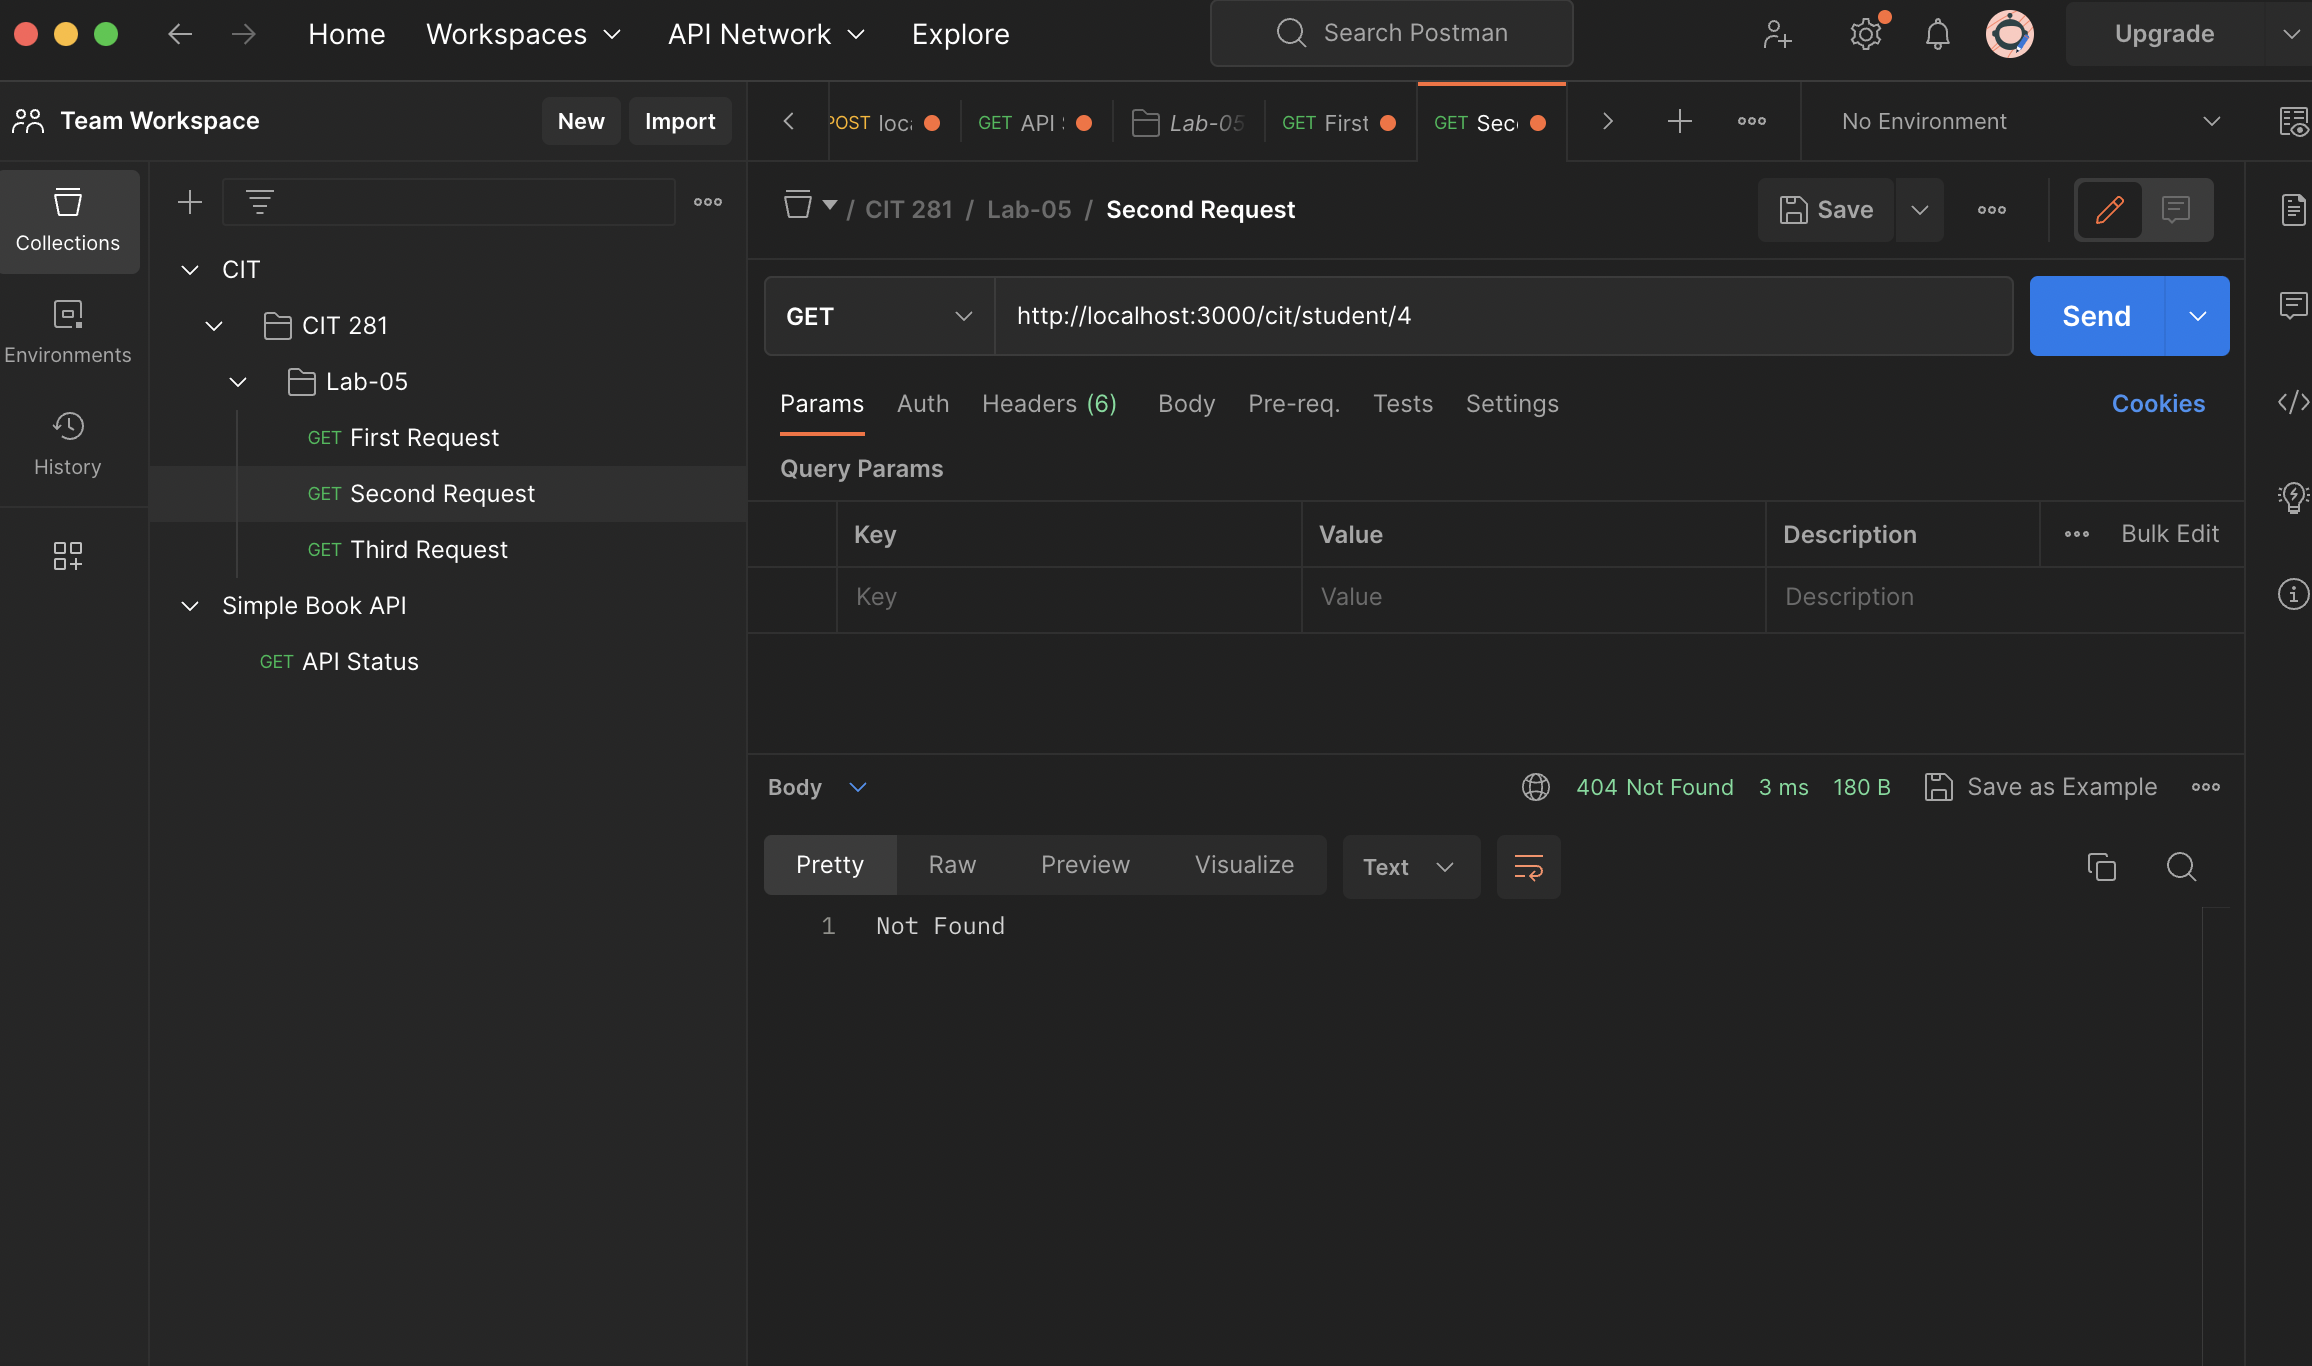 Home Workspaces API Network Explore Search Postman Upgrade
Team Workspace New Import
POST loca GET API S Lab-05 GET First GET Seco No Environment
Collections
Environments
History
CIT
CIT 281
Lab-05
GET First Request
GET Second Request
GET Third Request
Simple Book API
GET API Status
/ CIT 281 / Lab-05 / Second Request Save
GET http://localhost:3000/cit/student/4 Send
Params Auth Headers (6) Body Pre-req. Tests Settings Cookies
Query Params
Key Value Description Bulk Edit
Key Value Description
Body 404 Not Found 3 ms 180 B Save as Example
Pretty Raw Preview Visualize Text
1 Not Found